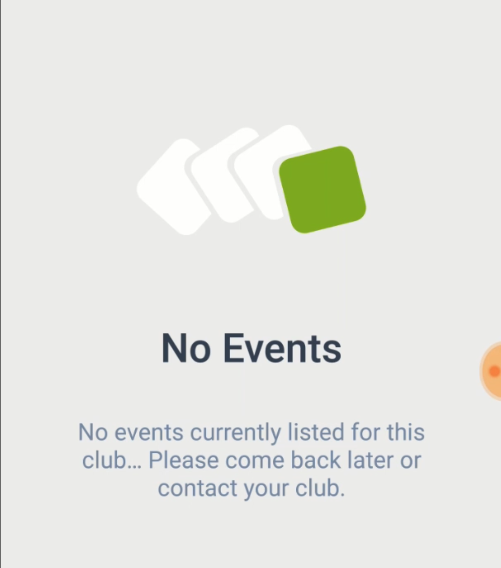 No Events
No events currently listed for this
club... Please come back later or
contact your club.